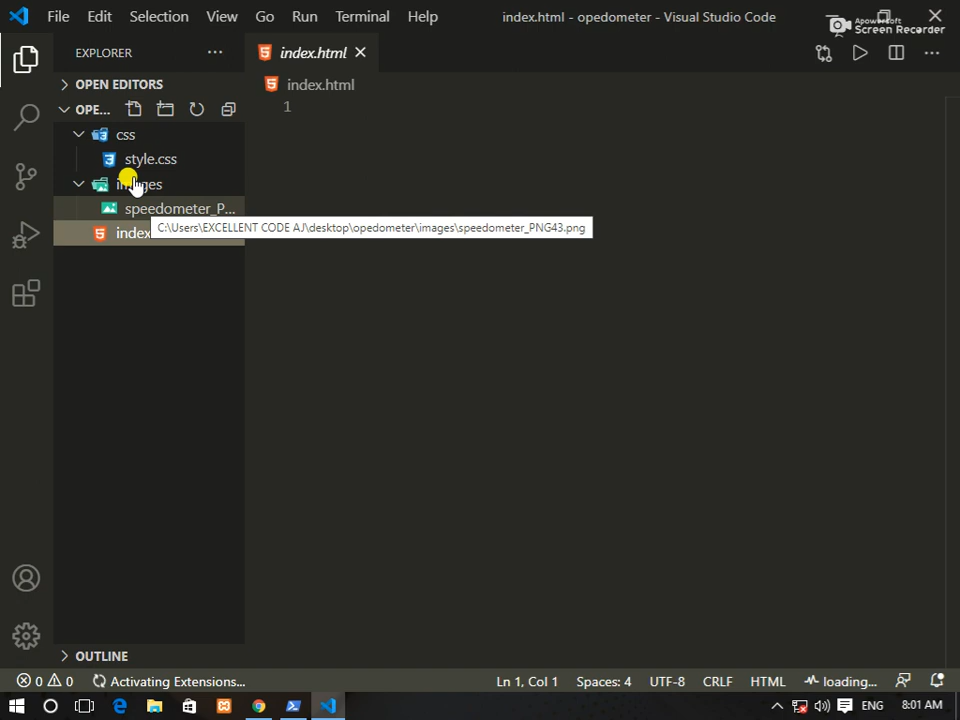 File Edit Selection View Go Run Terminal Help index.html - opedometer - Visual Studio Code
Apowersoft
Screen Recorder
EXPLORER
index.html
OPEN EDITORS
index.html
OPE...
1
css
style.css
images
speedometer_P...
index
C:\Users\EXCELLENT CODE AJ\desktop\opedometer\images\speedometer_PNG43.png
OUTLINE
0 0 Activating Extensions... Ln 1, Col 1 Spaces: 4 UTF-8 CRLF HTML loading...
ENG 8:01 AM